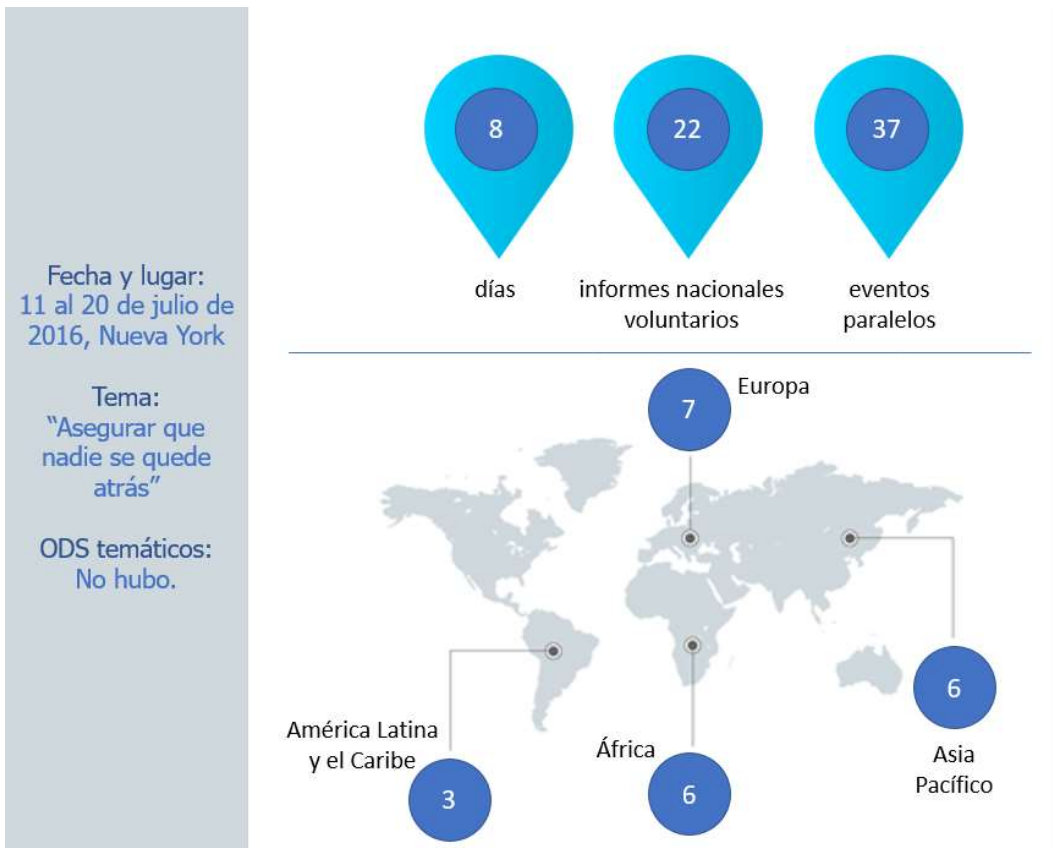 Fecha y lugar:
11 al 20 de julio de
2016, Nueva York
Tema:
“Asegurar que
nadie se quede
atrás”
ODS temáticos:
No hubo.
8
días
22
informes nacionales
voluntarios
37
eventos
paralelos
7
Europa
América Latina
y el Caribe
3
África
6
6
Asia
Pacífico